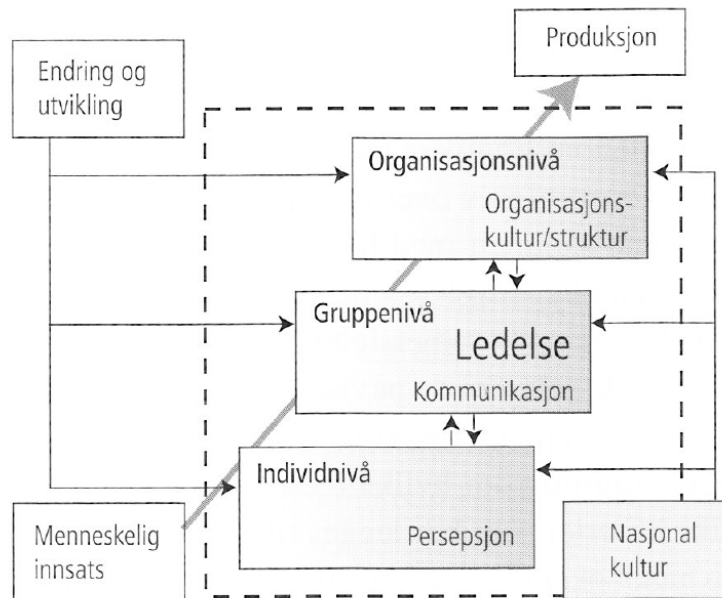 Produksjon
Endring og
utvikling
Organisasjonsnivå
Organisasjons-
kultur/struktur
Gruppenivå
Ledelse
Kommunikasjon
Individnivå
Persepsjon
Menneskelig
innsats
Nasjonal
kultur